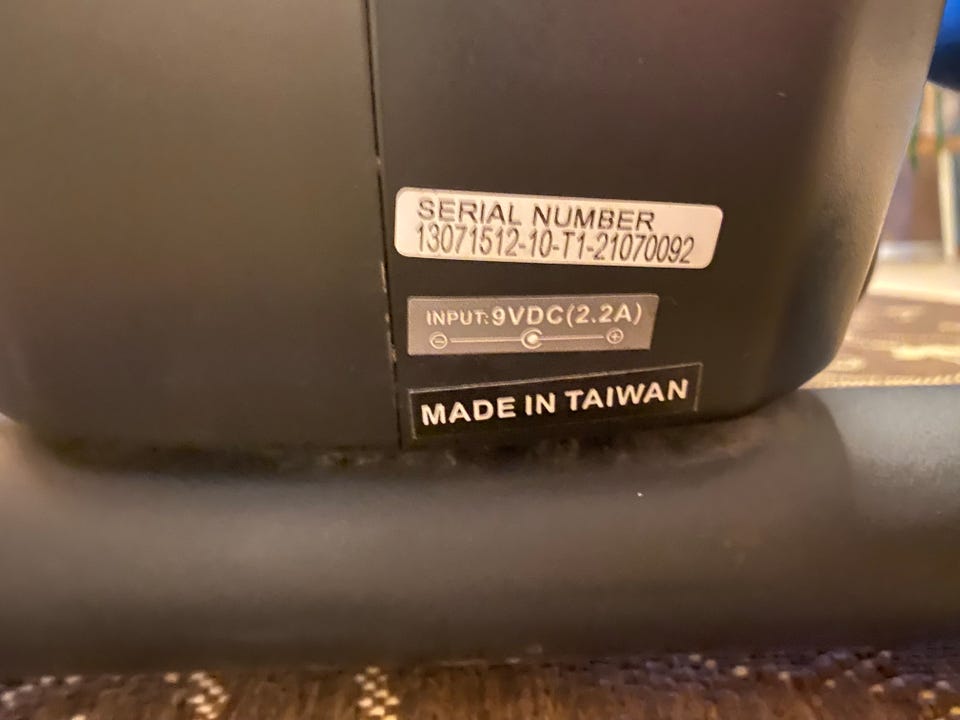 SERIAL NUMBER
13071512-10-T1-21070092
INPUT:9VDC(2.2A)
MADE IN TAIWAN